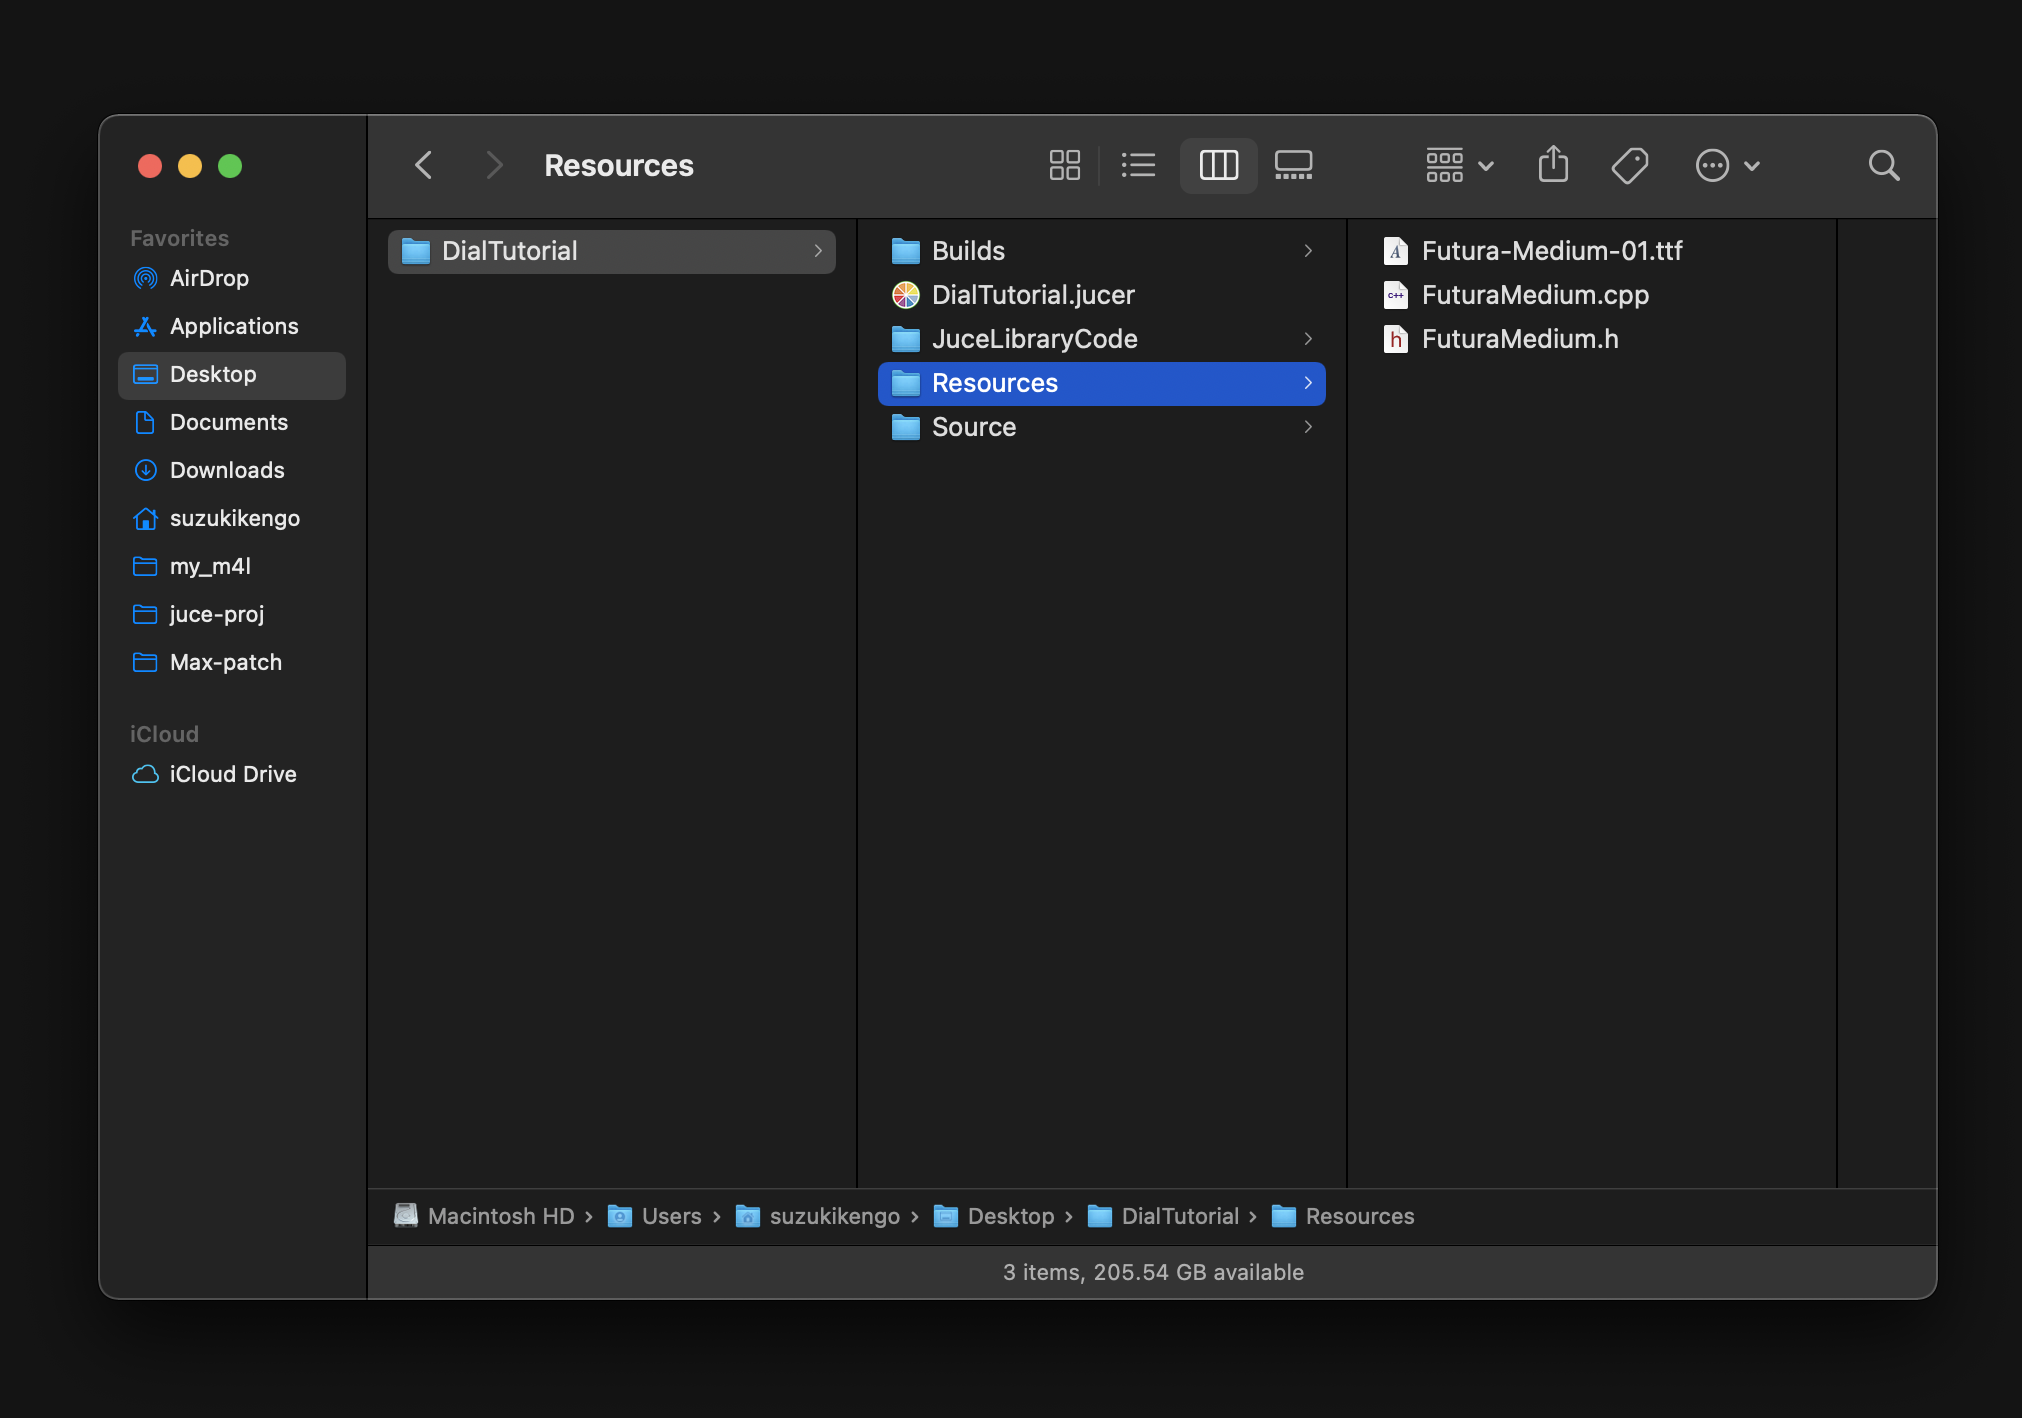 Resources
Favorites
AirDrop
Applications
Desktop
Documents
Downloads
suzukikengo
my_m4l
juce-proj
Max-patch
iCloud
iCloud Drive
DialTutorial
Builds
DialTutorial.jucer
JuceLibraryCode
Resources
Source
Futura-Medium-01.ttf
FuturaMedium.cpp
FuturaMedium.h
Macintosh HD › Users › suzukikengo › Desktop › DialTutorial › Resources
3 items, 205.54 GB available